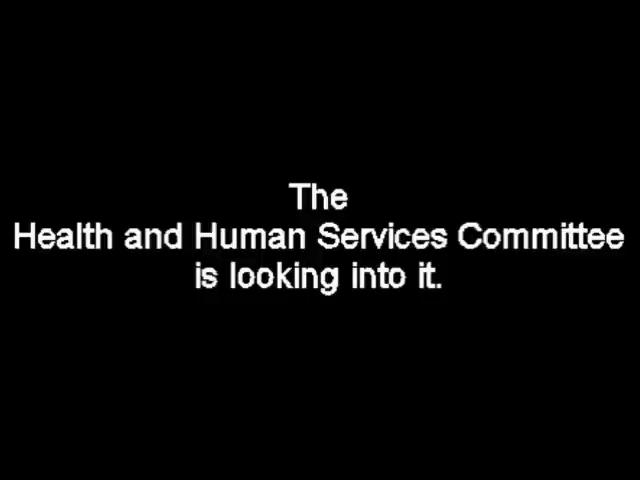 The
Health and Human Services Committee
is looking into it.